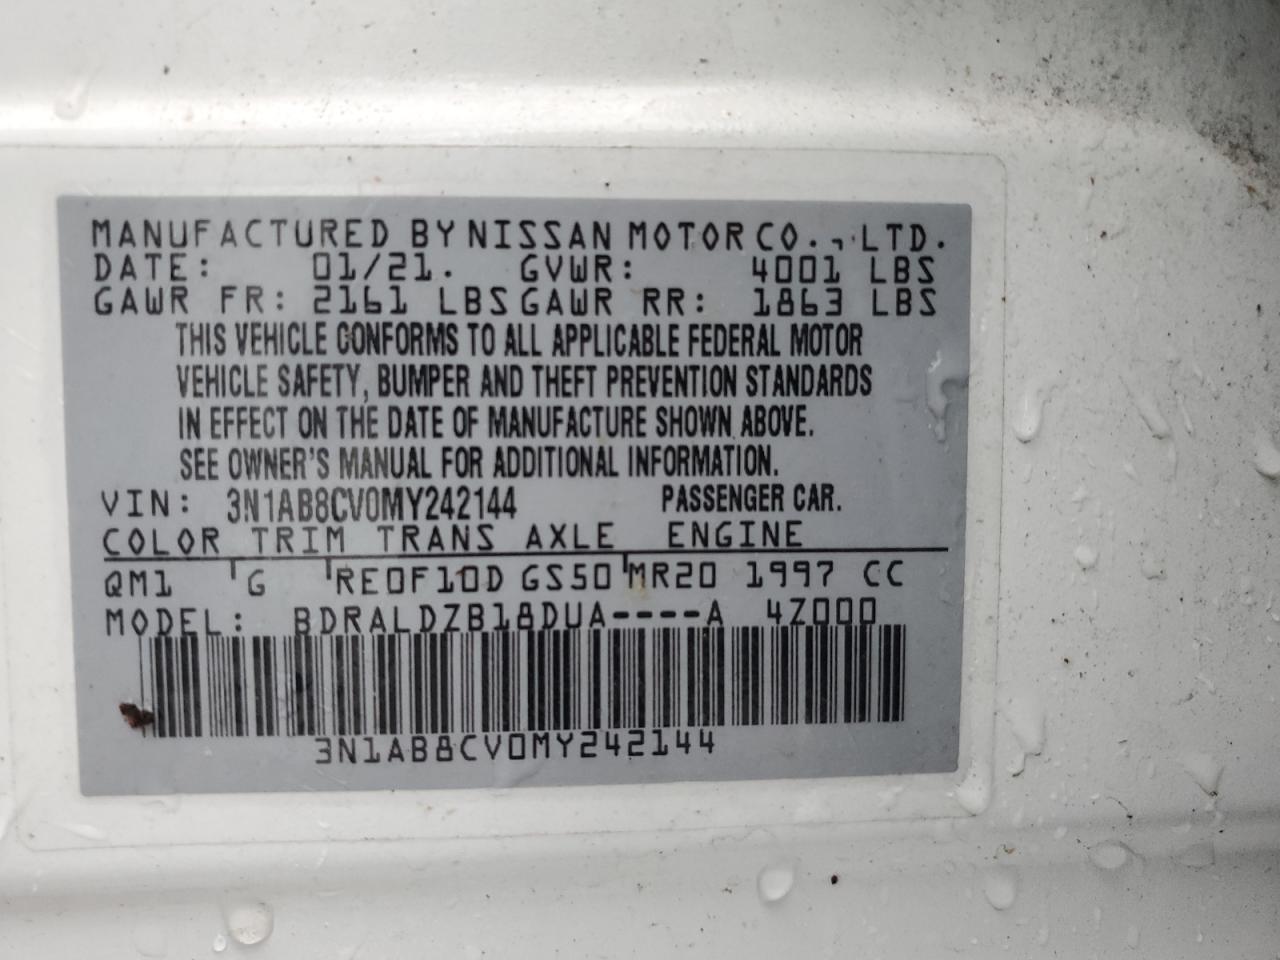 MANUFACTURED BY NISSAN MOTOR CO., LTD.
DATE: 01/21. GVWR: 4001 LBS
GAWR FR: 2161 LBS GAWR RR: 1863 LBS
THIS VEHICLE CONFORMS TO ALL APPLICABLE FEDERAL MOTOR
VEHICLE SAFETY, BUMPER AND THEFT PREVENTION STANDARDS
IN EFFECT ON THE DATE OF MANUFACTURE SHOWN ABOVE.
SEE OWNER'S MANUAL FOR ADDITIONAL INFORMATION.
VIN: 3N1AB8CV0MY242144 PASSENGER CAR.
COLOR TRIM TRANS AXLE ENGINE
QM1 G RE0F10D GS50 MR20 1997 CC
MODEL: BDRALDZB18DUA----A 4Z000
3N1AB8CV0MY242144